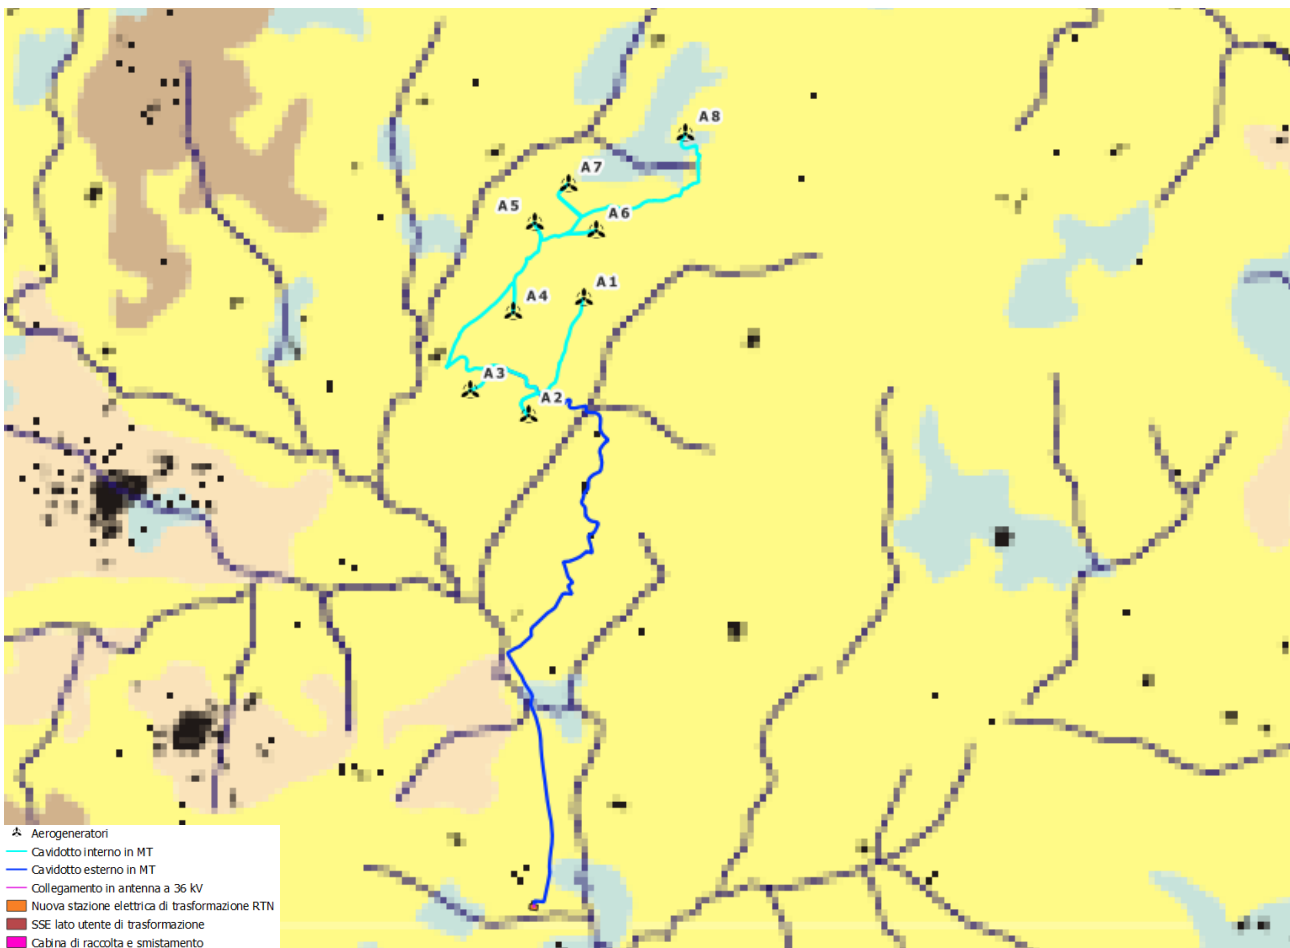 A8
A7
A5
A6
A1
A4
A3
A2
Aerogeneratori
Cavidotto interno in MT
Cavidotto esterno in MT
Collegamento in antenna a 36 kV
Nuova stazione elettrica di trasformazione RTN
SSE lato utente di trasformazione
Cabina di raccolta e smistamento